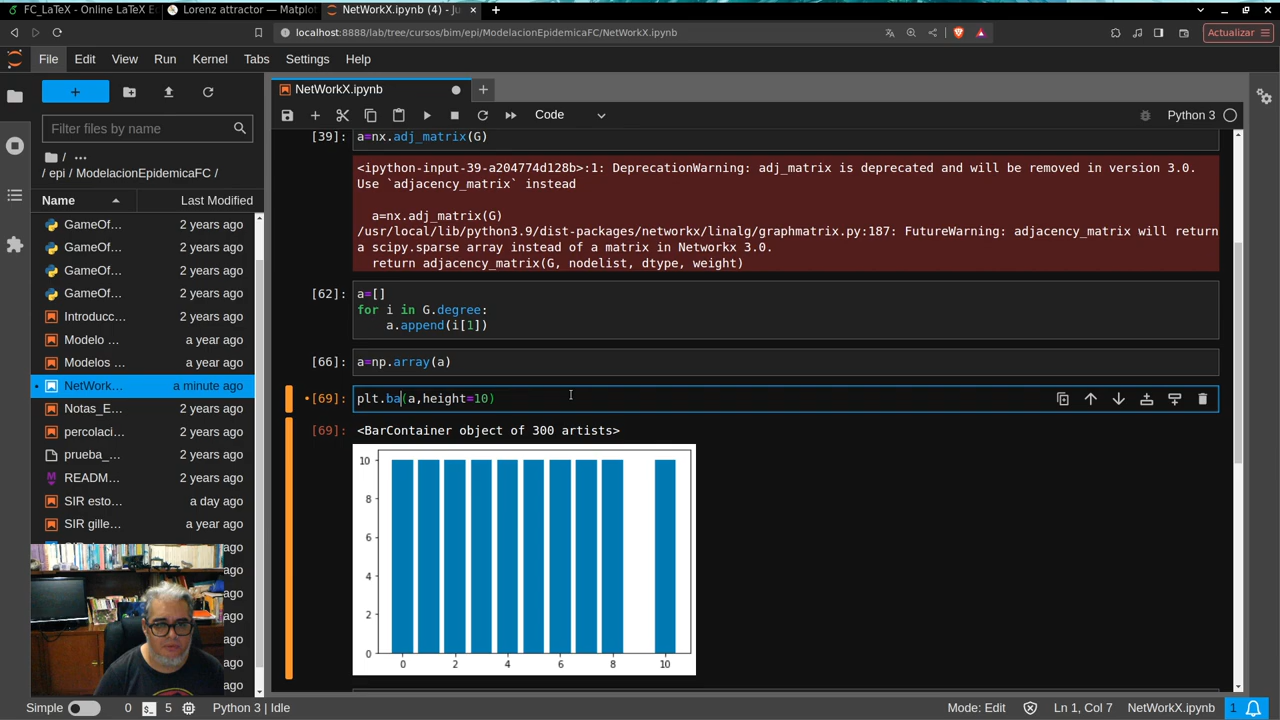 FC_LaTeX - Online LaTeX E
Lorenz attractor — Matplot
NetWorkX.ipynb (4) - Ju
localhost:8888/lab/tree/cursos/bim/epi/ModelacionEpidemicaFC/NetWorkX.ipynb
Actualizar
File Edit View Run Kernel Tabs Settings Help
NetWorkX.ipynb
Code
Python 3
Filter files by name
/ ...
/ epi / ModelacionEpidemicaFC /
Name Last Modified
GameOf... 2 years ago
GameOf... 2 years ago
GameOf... 2 years ago
GameOf... 2 years ago
Introducc... 2 years ago
Modelo ... a year ago
Modelos ... a year ago
NetWork... a minute ago
Notas_E... 2 years ago
percolaci... 2 years ago
prueba_... 2 years ago
READM... 2 years ago
SIR esto... a day ago
SIR gille... a year ago
ago
ago
ago
ago
ago
ago
ago
[39]: a=nx.adj_matrix(G)
<ipython-input-39-a204774d128b>:1: DeprecationWarning: adj_matrix is deprecated and will be removed in version 3.0.
Use `adjacency_matrix` instead
a=nx.adj_matrix(G)
/usr/local/lib/python3.9/dist-packages/networkx/linalg/graphmatrix.py:187: FutureWarning: adjacency_matrix will return
a scipy.sparse array instead of a matrix in Networkx 3.0.
return adjacency_matrix(G, nodelist, dtype, weight)
[62]: a=[]
for i in G.degree:
a.append(i[1])
[66]: a=np.array(a)
[69]: plt.ba(a,height=10)
[69]: <BarContainer object of 300 artists>
10
8
6
4
2
0
0 2 4 6 8 10
Simple 0 $_ 5 Python 3 | Idle
Mode: Edit Ln 1, Col 7 NetWorkX.ipynb 1